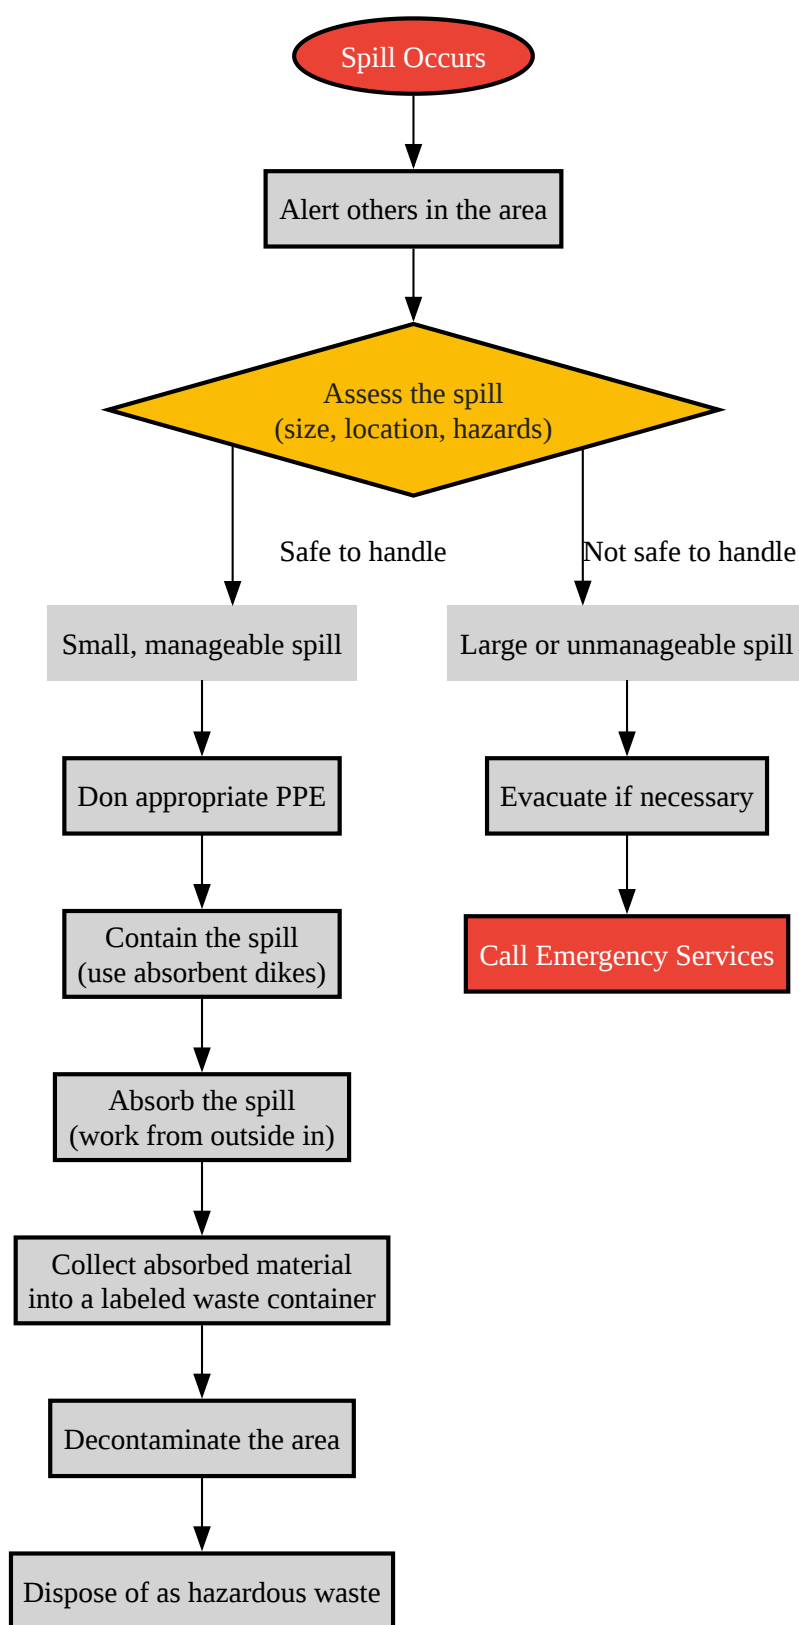 Spill Occurs
Alert others in the area
Assess the spill
(size, location, hazards)
Safe to handle
Not safe to handle
Small, manageable spill
Large or unmanageable spill
Don appropriate PPE
Evacuate if necessary
Contain the spill
(use absorbent dikes)
Call Emergency Services
Absorb the spill
(work from outside in)
Collect absorbed material
into a labeled waste container
Decontaminate the area
Dispose of as hazardous waste